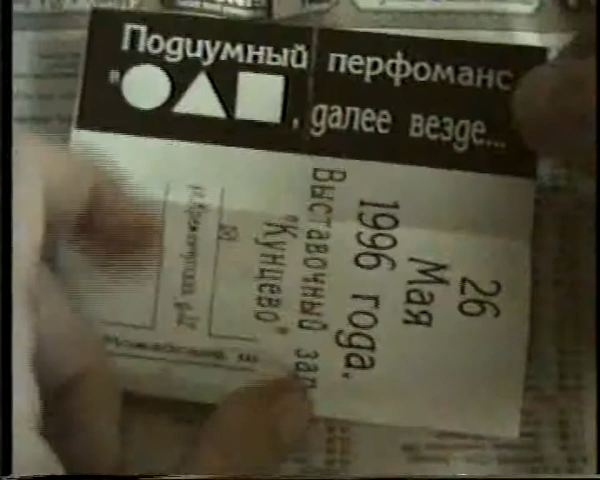 Подиумный перфоманс
", далее везде...
26
Мая
1996 года.
Выставочный зал
"Кунцево"